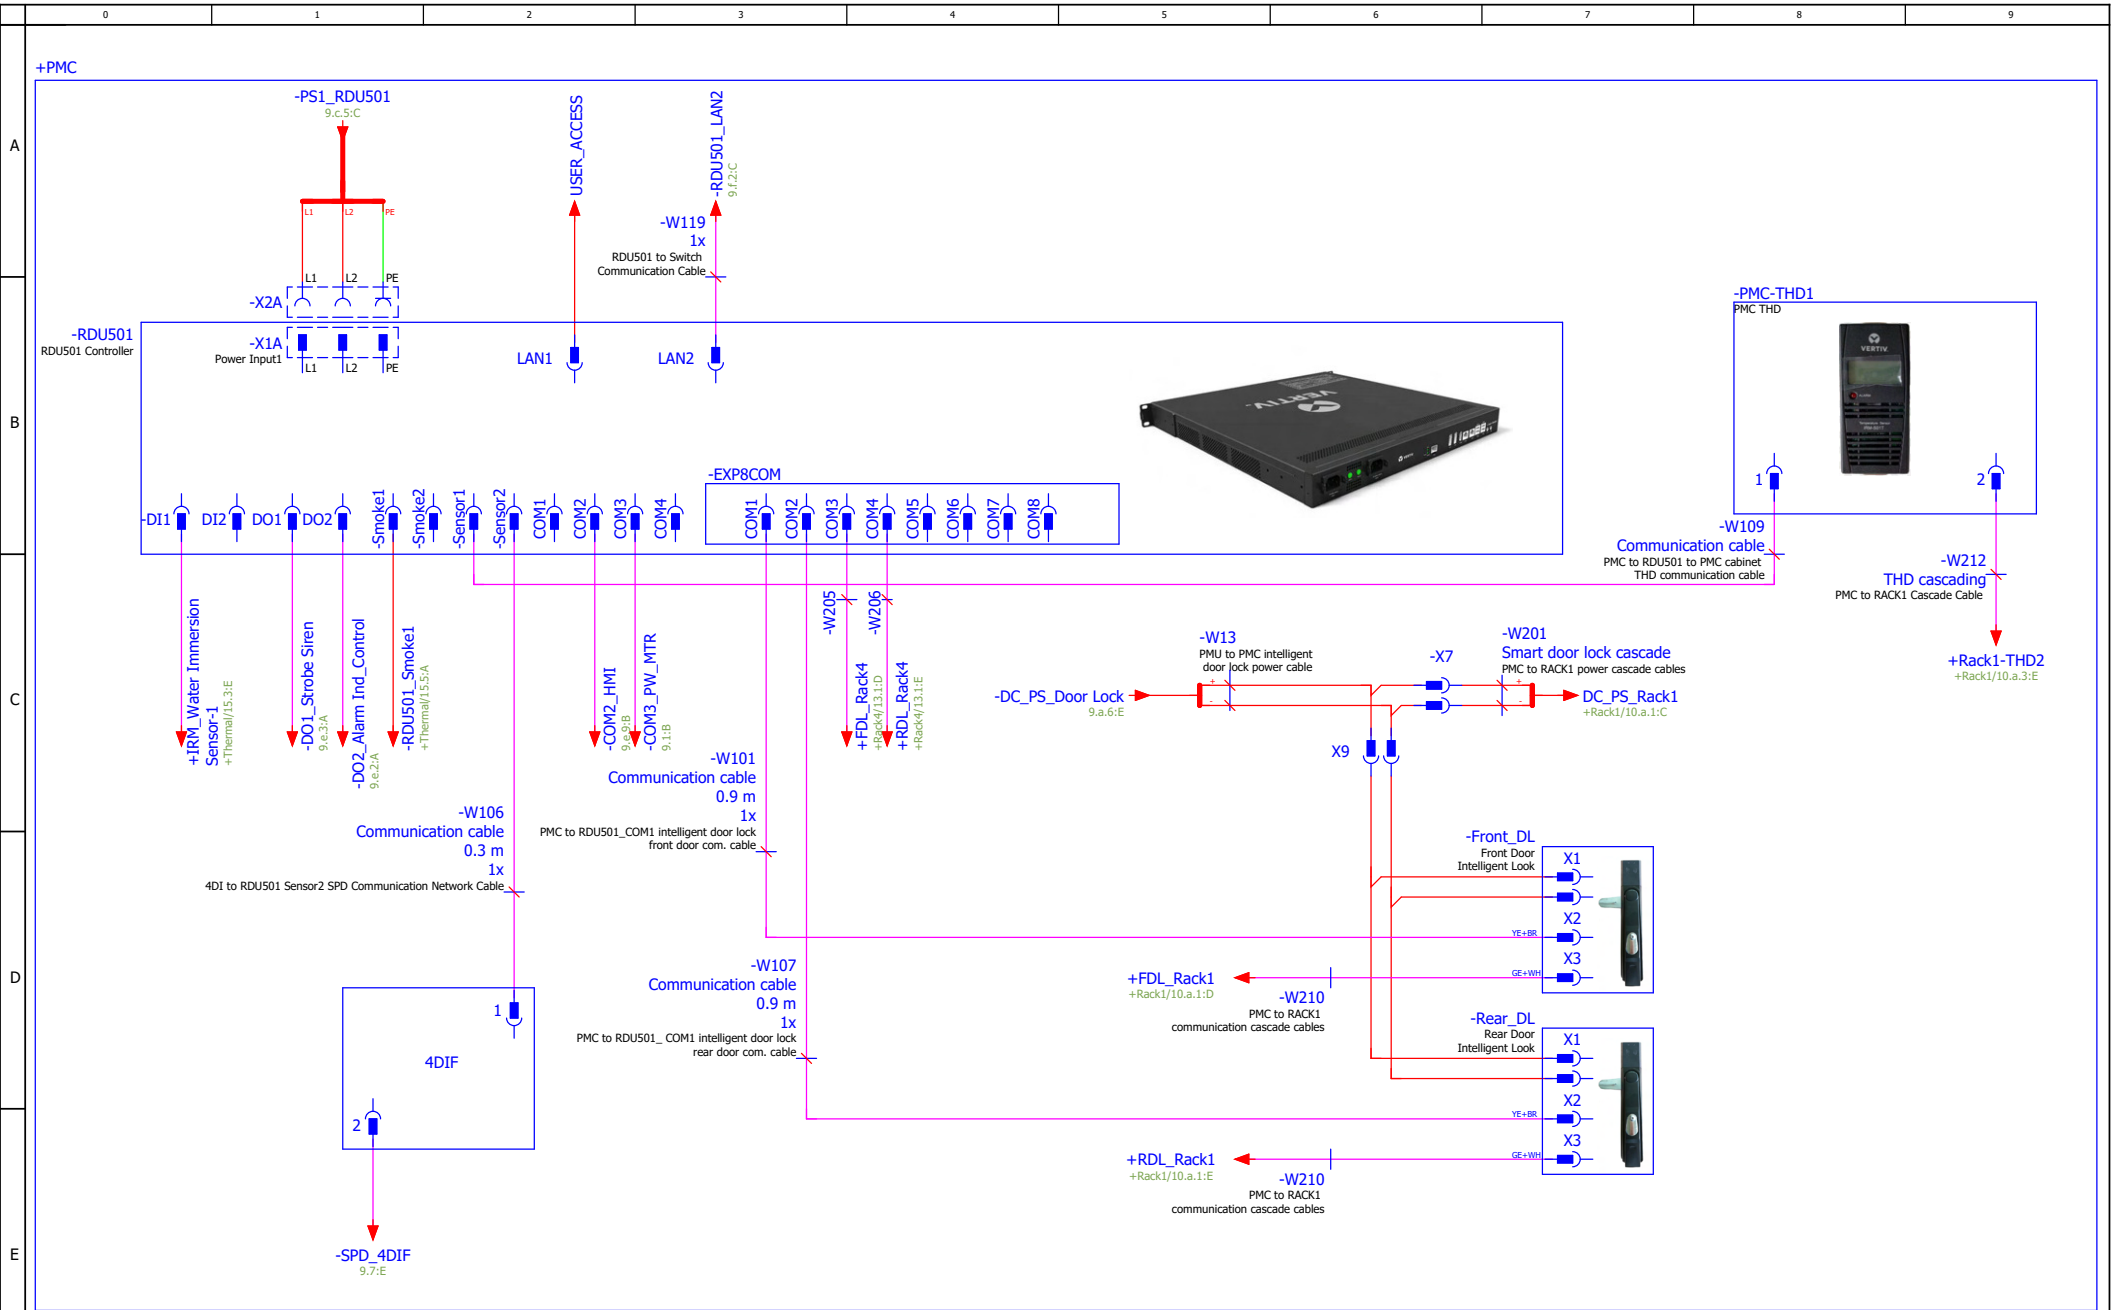 0 1 2 3 4 5 6 7 8 9
A
B
C
D
E
+PMC
-PS1_RDU501
9.c.5:C
L1 L2 PE
L1 L2 PE
-X2A
-X1A
Power Input1
L1 L2 PE
-RDU501
RDU501 Controller
USER_ACCESS
-RDU501_LAN2
9.f.2:C
-W119
1x
RDU501 to Switch
Communication Cable
LAN1
LAN2
VERTIV
-PMC-THD1
PMC THD
VERTIV
1
2
-DI1 DI2 DO1 DO2 -Smoke1 -Smoke2 -Sensor1 -Sensor2 COM1 COM2 COM3 COM4
-EXP8COM
COM1 COM2 COM3 COM4 COM5 COM6 COM7 COM8
-W109
Communication cable
PMC to RDU501 to PMC cabinet
THD communication cable
-W212
THD cascading
PMC to RACK1 Cascade Cable
+Rack1-THD2
+Rack1/10.a.3:E
+IRM_Water Immersion
Sensor-1
+Thermal/15.3:E
-DO1_Strobe Siren
9.e.3:A
-DO2_Alarm Ind_Control
9.e.2:A
-RDU501_Smoke1
+Thermal/15.5:A
-COM2_HMI
9.e.9:B
-COM3_PW_MTR
9.1:B
-W205
-W206
+FDL_Rack4
+Rack4/13.1:D
+RDL_Rack4
+Rack4/13.1:E
-W13
PMU to PMC intelligent
door lock power cable
-DC_PS_Door Lock
9.a.6:E
+
-
-X7
-W201
Smart door lock cascade
PMC to RACK1 power cascade cables
+
-
DC_PS_Rack1
+Rack1/10.a.1:C
X9
-W101
Communication cable
0.9 m
1x
PMC to RDU501_COM1 intelligent door lock
front door com. cable
-W106
Communication cable
0.3 m
1x
4DI to RDU501 Sensor2 SPD Communication Network Cable
-W107
Communication cable
0.9 m
1x
PMC to RDU501_ COM1 intelligent door lock
rear door com. cable
-Front_DL
Front Door
Intelligent Look
X1
X2
YE+BR
X3
GE+WH
+FDL_Rack1
+Rack1/10.a.1:D
-W210
PMC to RACK1
communication cascade cables
-Rear_DL
Rear Door
Intelligent Look
X1
X2
YE+BR
X3
GE+WH
+RDL_Rack1
+Rack1/10.a.1:E
-W210
PMC to RACK1
communication cascade cables
1
4DIF
2
-SPD_4DIF
9.7:E